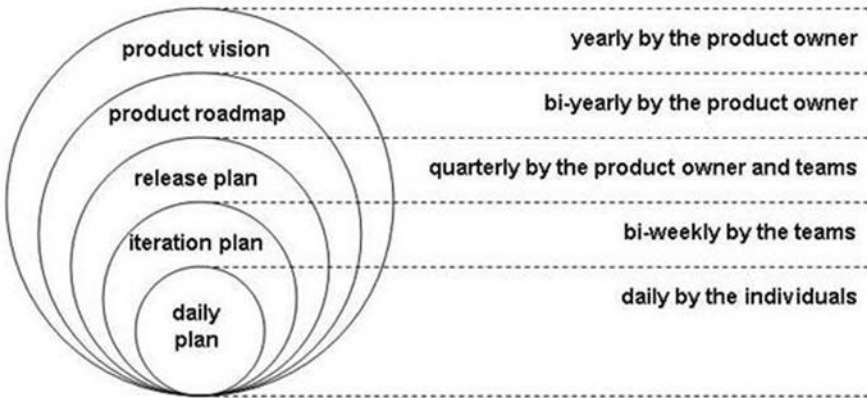 product vision
yearly by the product owner
product roadmap
bi-yearly by the product owner
release plan
quarterly by the product owner and teams
iteration plan
bi-weekly by the teams
daily
plan
daily by the individuals